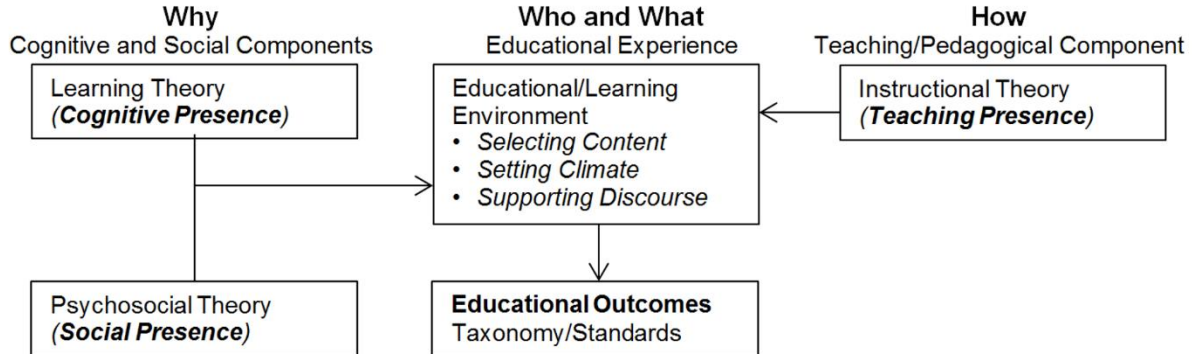 Why
Cognitive and Social Components
Learning Theory
(Cognitive Presence)
Psychosocial Theory
(Social Presence)
Who and What
Educational Experience
Educational/Learning
Environment
• Selecting Content
• Setting Climate
• Supporting Discourse
Educational Outcomes
Taxonomy/Standards
How
Teaching/Pedagogical Component
Instructional Theory
(Teaching Presence)